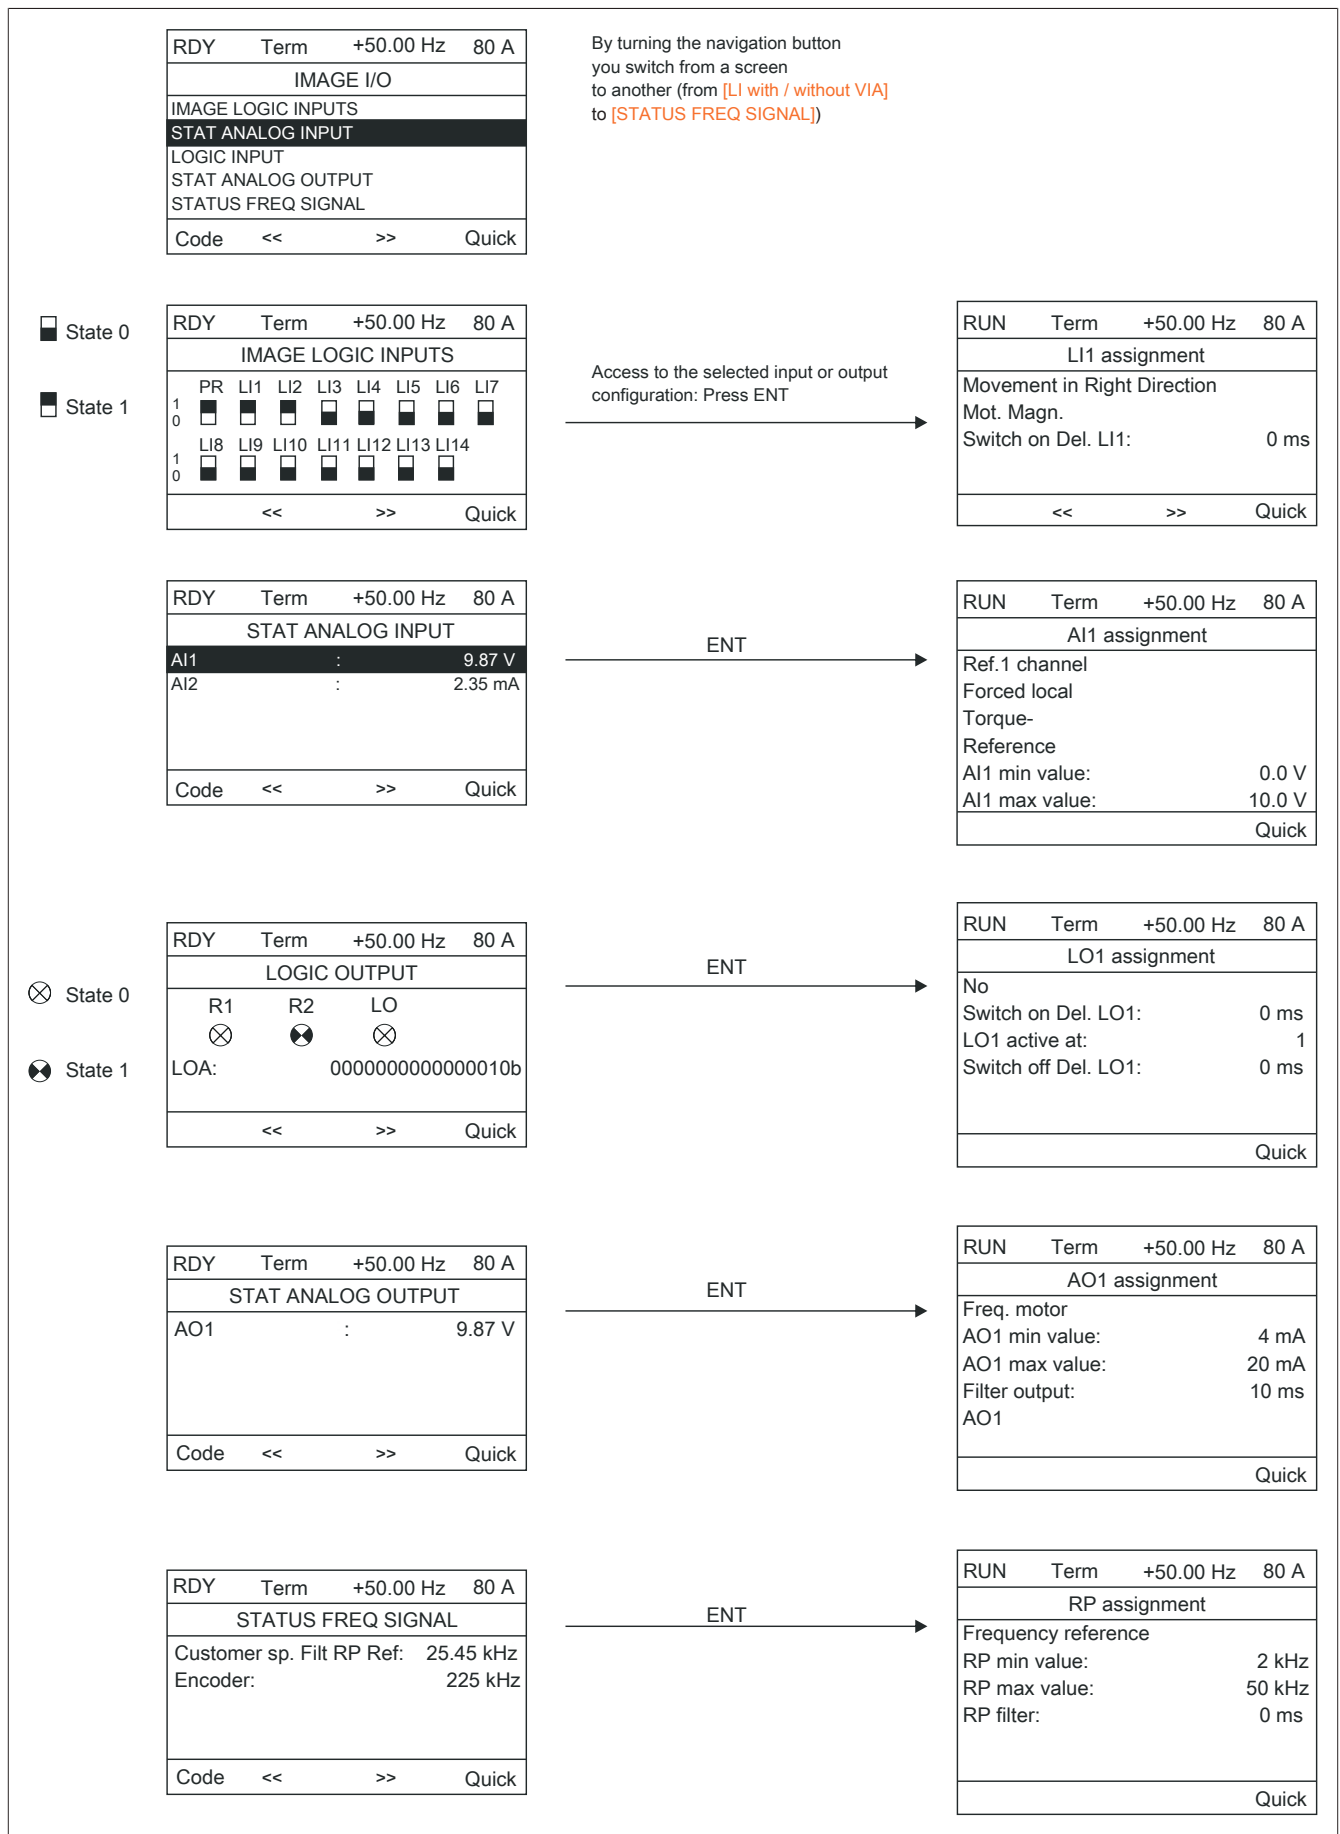 RDY Term +50.00 Hz 80 A
IMAGE I/O
IMAGE LOGIC INPUTS
STAT ANALOG INPUT
LOGIC INPUT
STAT ANALOG OUTPUT
STATUS FREQ SIGNAL
Code << >> Quick
By turning the navigation button
you switch from a screen
to another (from [LI with / without VIA]
to [STATUS FREQ SIGNAL])
State 0
State 1
RDY Term +50.00 Hz 80 A
IMAGE LOGIC INPUTS
PR LI1 LI2 LI3 LI4 LI5 LI6 LI7
1
0
LI8 LI9 LI10 LI11 LI12 LI13 LI14
1
0
<< >> Quick
Access to the selected input or output
configuration: Press ENT
RUN Term +50.00 Hz 80 A
LI1 assignment
Movement in Right Direction
Mot. Magn.
Switch on Del. LI1: 0 ms
<< >> Quick
RDY Term +50.00 Hz 80 A
STAT ANALOG INPUT
AI1 : 9.87 V
AI2 : 2.35 mA
Code << >> Quick
ENT
RUN Term +50.00 Hz 80 A
AI1 assignment
Ref.1 channel
Forced local
Torque-
Reference
AI1 min value: 0.0 V
AI1 max value: 10.0 V
Quick
State 0
State 1
RDY Term +50.00 Hz 80 A
LOGIC OUTPUT
R1 R2 LO
LOA: 0000000000000010b
<< >> Quick
ENT
RUN Term +50.00 Hz 80 A
LO1 assignment
No
Switch on Del. LO1: 0 ms
LO1 active at: 1
Switch off Del. LO1: 0 ms
Quick
RDY Term +50.00 Hz 80 A
STAT ANALOG OUTPUT
AO1 : 9.87 V
Code << >> Quick
ENT
RUN Term +50.00 Hz 80 A
AO1 assignment
Freq. motor
AO1 min value: 4 mA
AO1 max value: 20 mA
Filter output: 10 ms
AO1
Quick
RDY Term +50.00 Hz 80 A
STATUS FREQ SIGNAL
Customer sp. Filt RP Ref: 25.45 kHz
Encoder: 225 kHz
Code << >> Quick
ENT
RUN Term +50.00 Hz 80 A
RP assignment
Frequency reference
RP min value: 2 kHz
RP max value: 50 kHz
RP filter: 0 ms
Quick